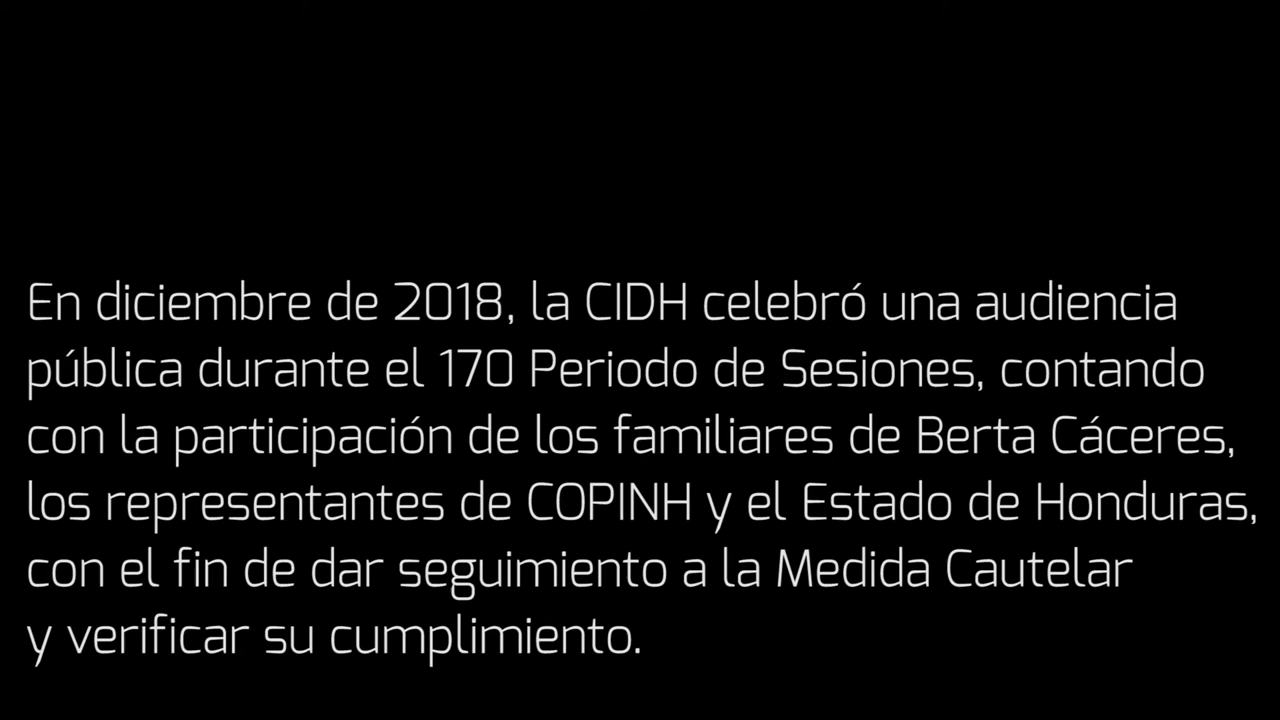 En diciembre de 2018, la CIDH celebró una audiencia
pública durante el 170 Periodo de Sesiones, contando
con la participación de los familiares de Berta Cáceres,
los representantes de COPINH y el Estado de Honduras,
con el fin de dar seguimiento a la Medida Cautelar
y verificar su cumplimiento.